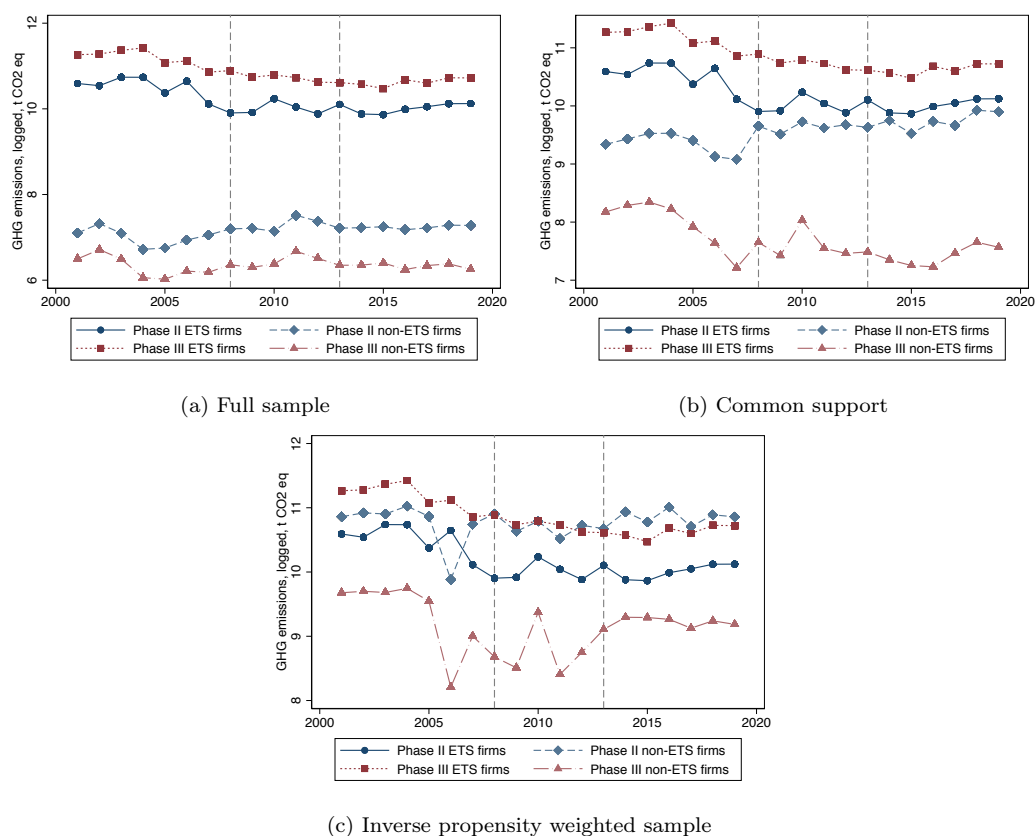 12
10
8
6
GHG emissions, logged, t CO2 eq
2000
2005
2010
2015
2020
Phase II ETS firms
Phase II non-ETS firms
Phase III ETS firms
Phase III non-ETS firms
(a) Full sample
11
10
9
8
7
GHG emissions, logged, t CO2 eq
2000
2005
2010
2015
2020
Phase II ETS firms
Phase II non-ETS firms
Phase III ETS firms
Phase III non-ETS firms
(b) Common support
12
11
10
9
8
GHG emissions, logged, t CO2 eq
2000
2005
2010
2015
2020
Phase II ETS firms
Phase II non-ETS firms
Phase III ETS firms
Phase III non-ETS firms
(c) Inverse propensity weighted sample